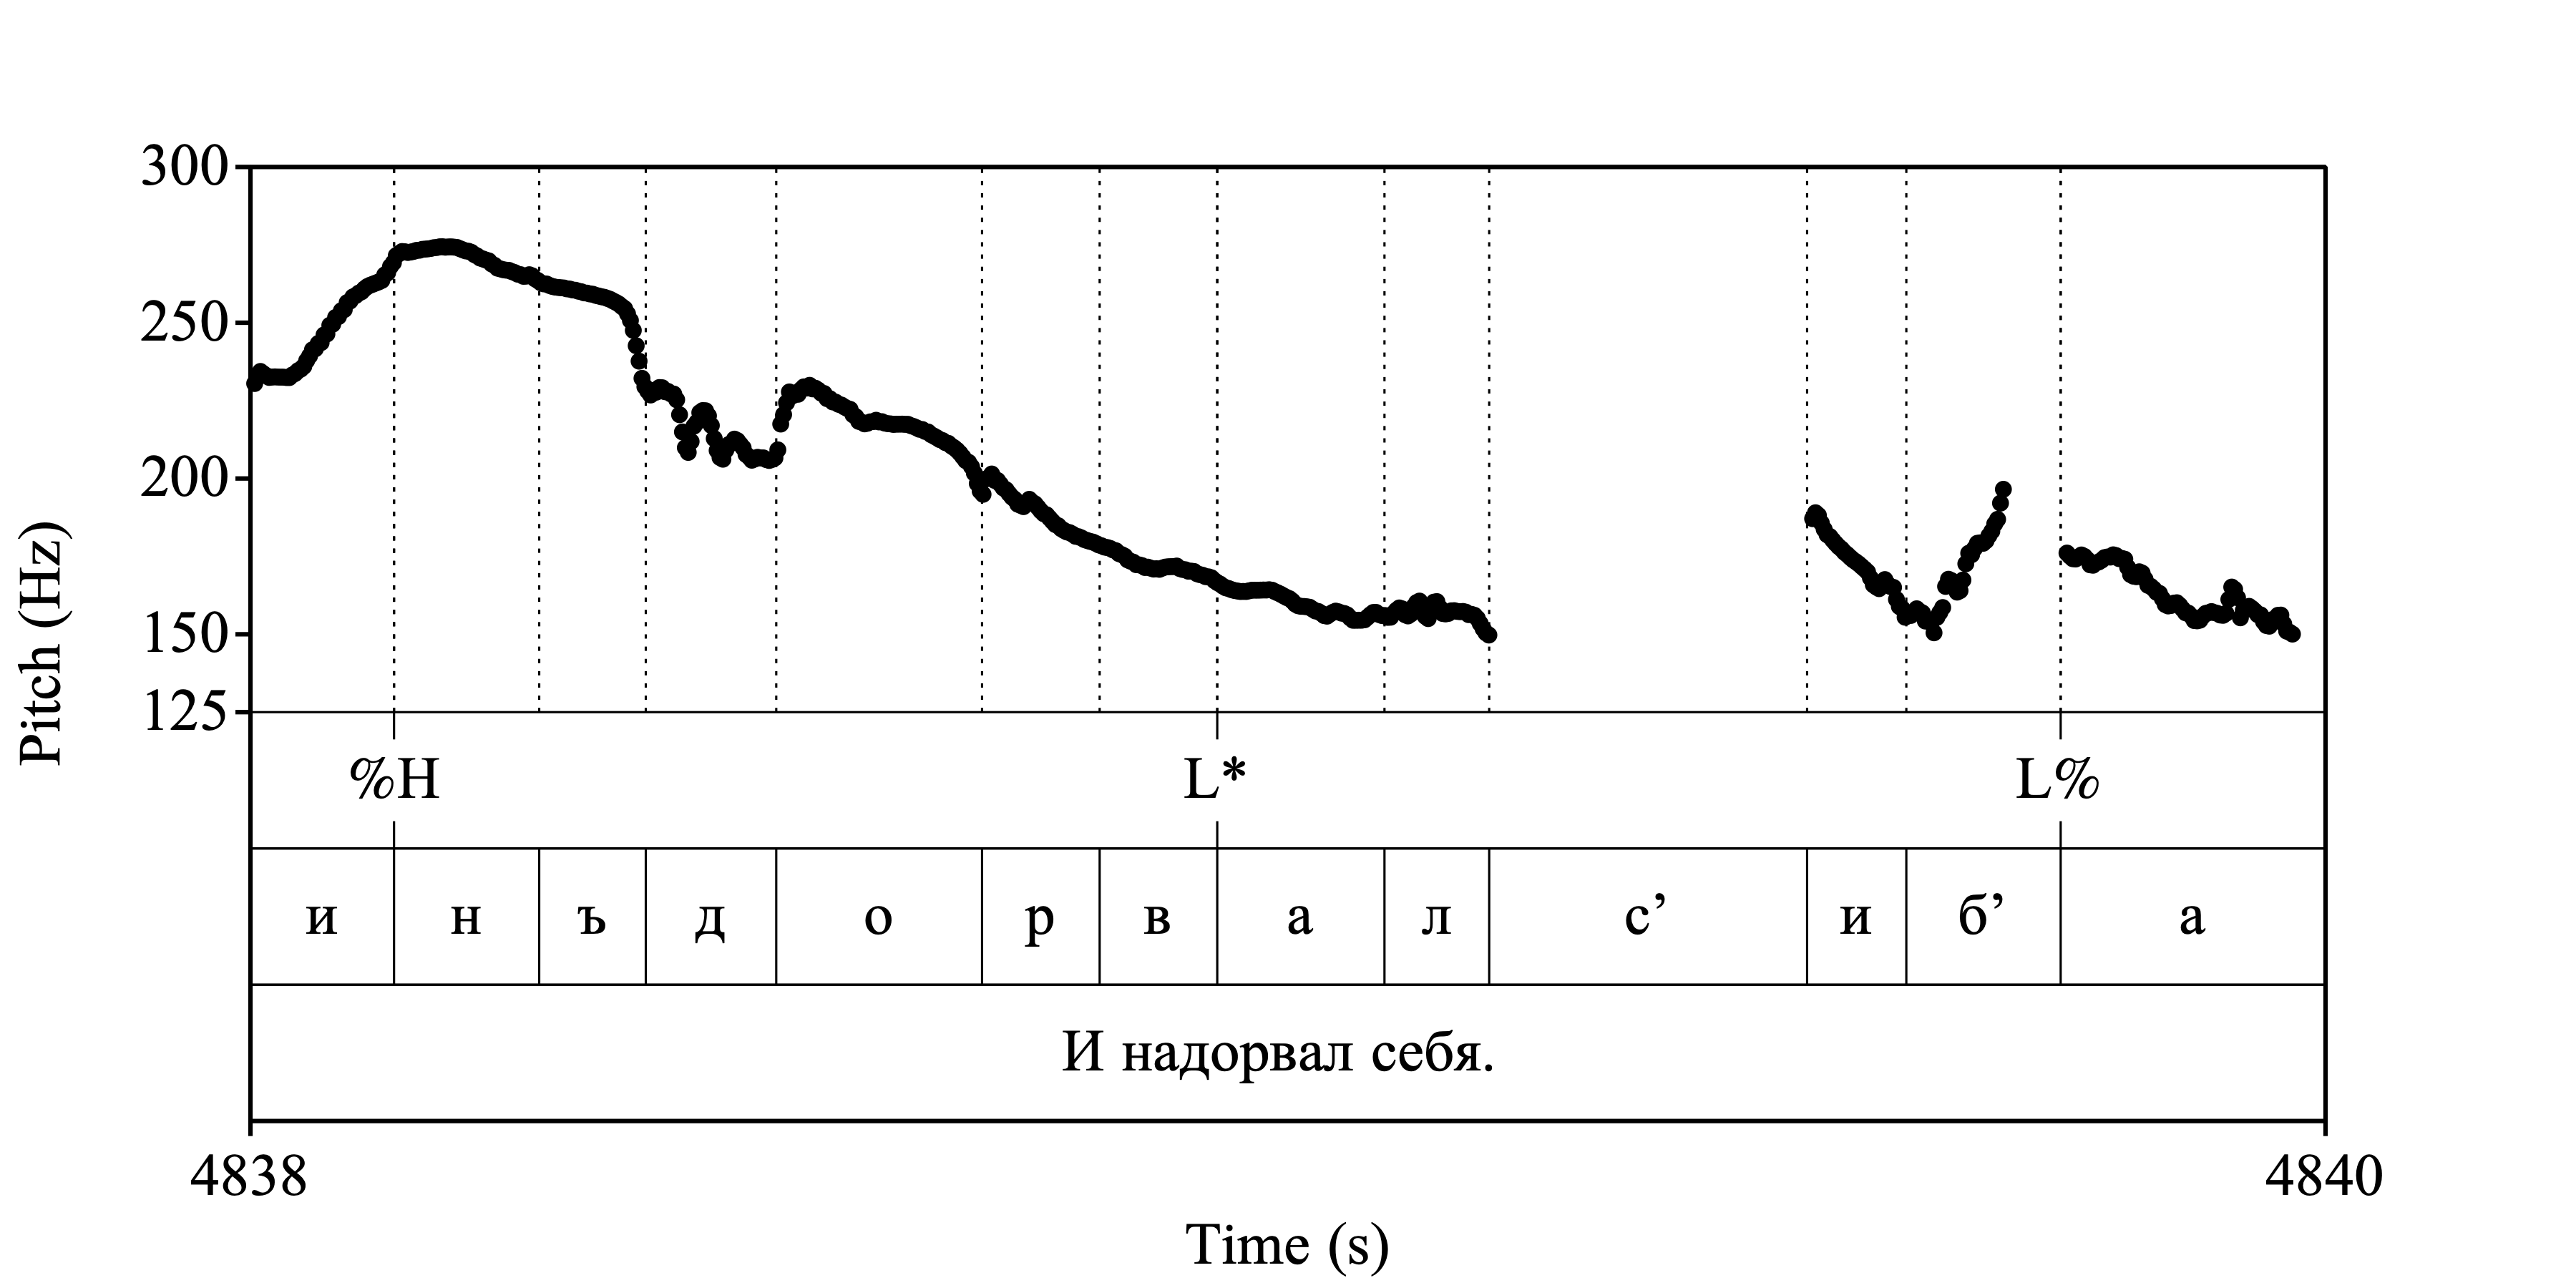 300
250
200
150
125
Pitch (Hz)
%H L* L%
и н ъ д о р в а л с’ и б’ а
И надорвал себя.
4838 4840
Time (s)